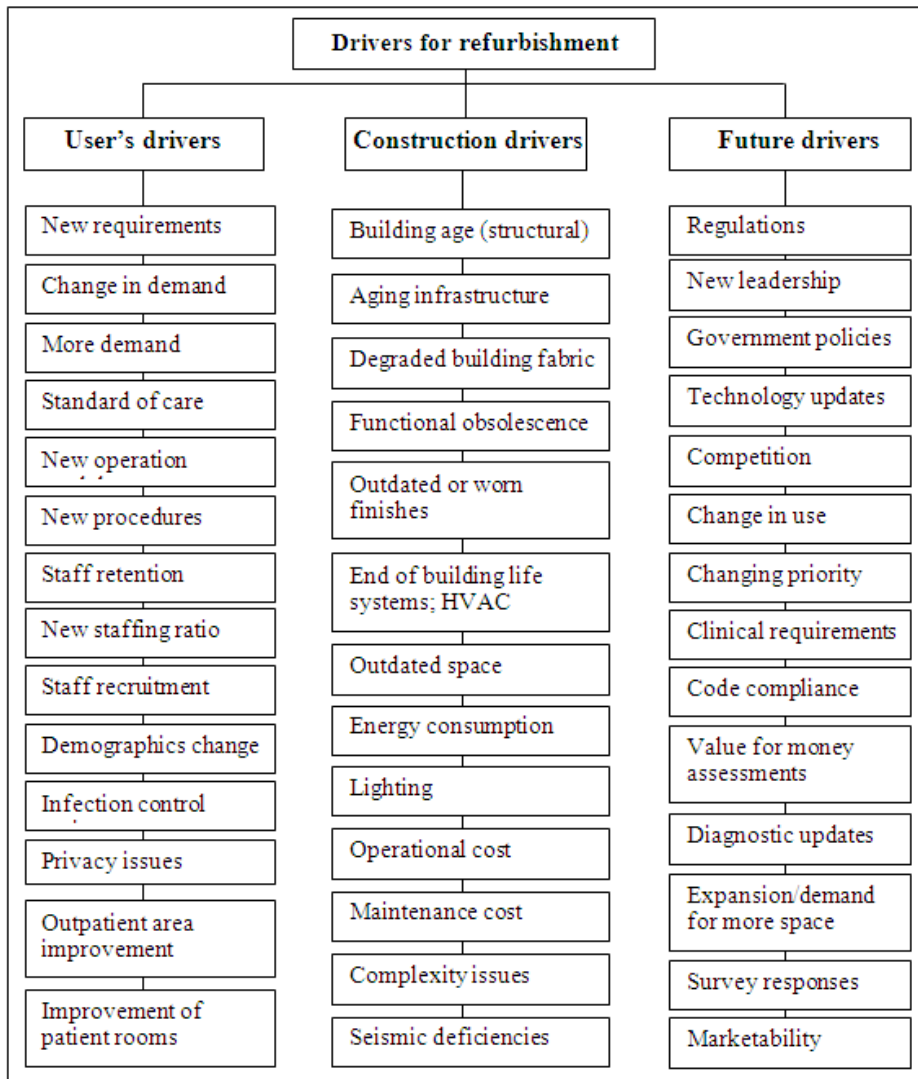 Drivers for refurbishment
User's drivers
New requirements
Change in demand
More demand
Standard of care
New operation
New procedures
Staff retention
New staffing ratio
Staff recruitment
Demographics change
Infection control
Privacy issues
Outpatient area
improvement
Improvement of
patient rooms
Construction drivers
Building age (structural)
Aging infrastructure
Degraded building fabric
Functional obsolescence
Outdated or worn
finishes
End of building life
systems; HVAC
Outdated space
Energy consumption
Lighting
Operational cost
Maintenance cost
Complexity issues
Seismic deficiencies
Future drivers
Regulations
New leadership
Government policies
Technology updates
Competition
Change in use
Changing priority
Clinical requirements
Code compliance
Value for money
assessments
Diagnostic updates
Expansion/demand
for more space
Survey responses
Marketability